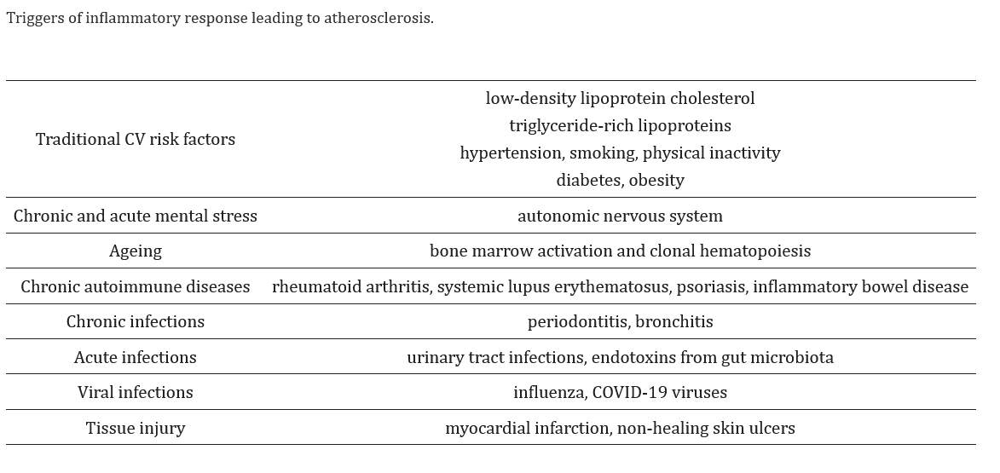 Triggers of inflammatory response leading to atherosclerosis.
Traditional CV risk factors
low-density lipoprotein cholesterol
triglyceride-rich lipoproteins
hypertension, smoking, physical inactivity
diabetes, obesity
Chronic and acute mental stress autonomic nervous system
Ageing bone marrow activation and clonal hematopoiesis
Chronic autoimmune diseases rheumatoid arthritis, systemic lupus erythematosus, psoriasis, inflammatory bowel disease
Chronic infections periodontitis, bronchitis
Acute infections urinary tract infections, endotoxins from gut microbiota
Viral infections influenza, COVID-19 viruses
Tissue injury myocardial infarction, non-healing skin ulcers